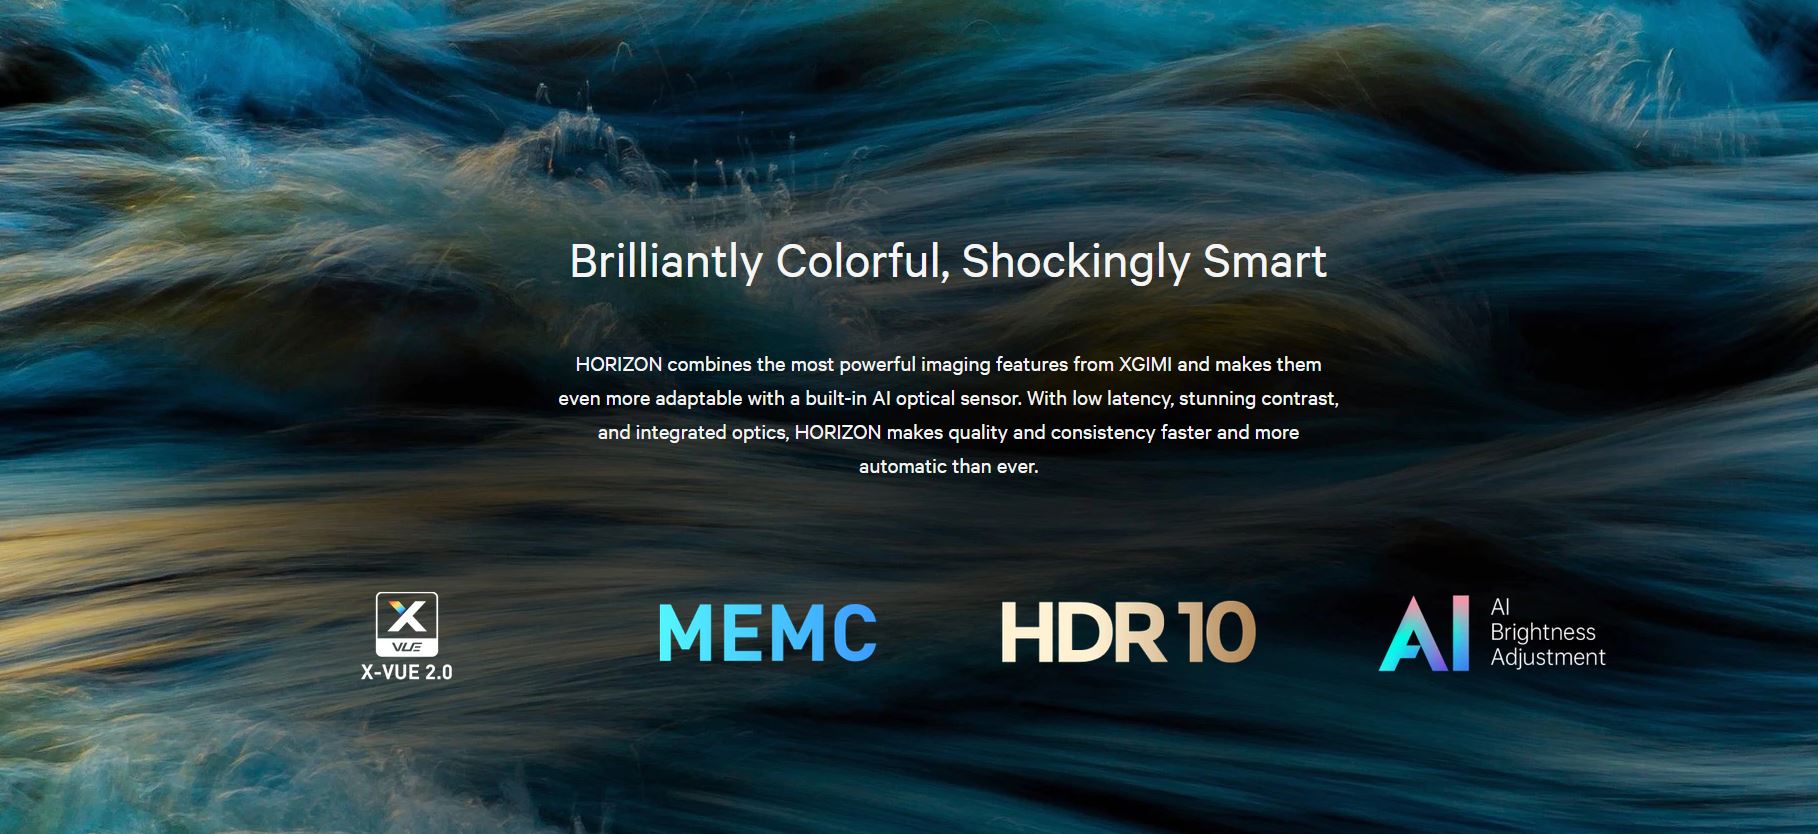 Brilliantly Colorful, Shockingly Smart
HORIZON combines the most powerful imaging features from XGIMI and makes them
even more adaptable with a built-in AI optical sensor. With low latency, stunning contrast,
and integrated optics, HORIZON makes quality and consistency faster and more
automatic than ever.
X
VUE
X-VUE 2.0
MEMC
HDR 10
AI
AI
Brightness
Adjustment